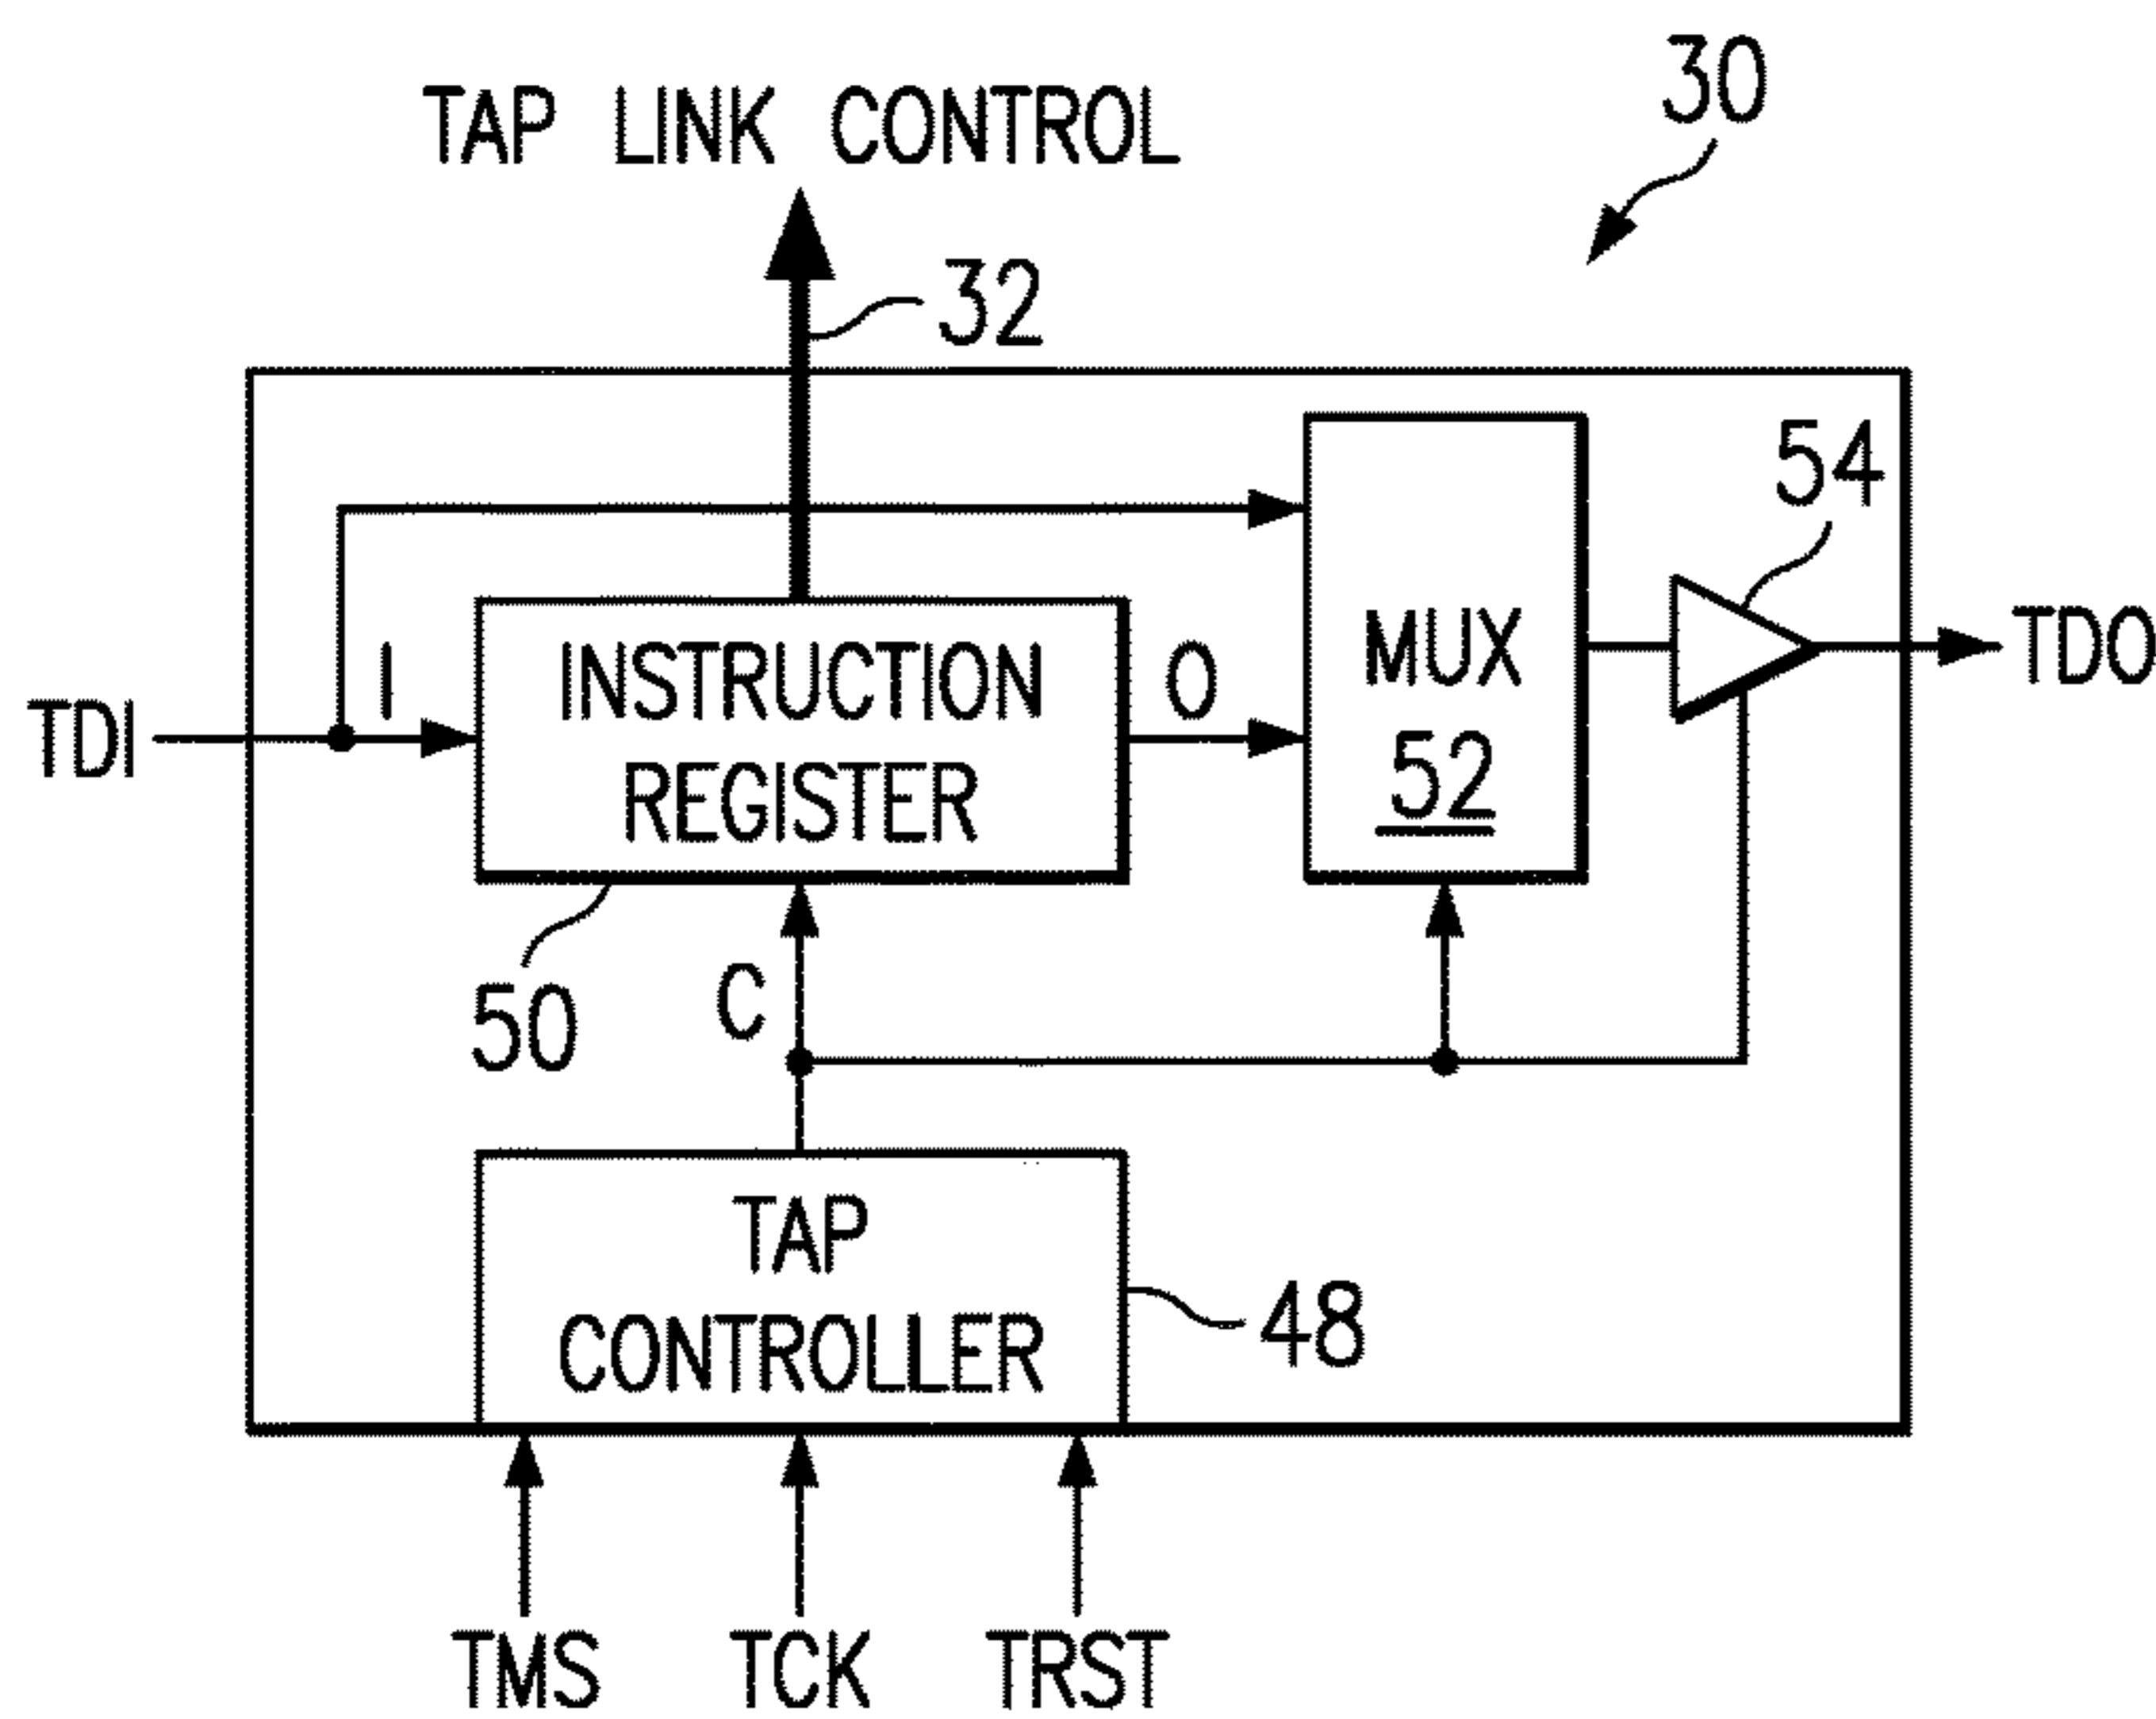 30
TAP LINK CONTROL
32
54
I
INSTRUCTION
REGISTER
O
MUX
52
TDO
TDI
50
C
TAP
CONTROLLER
48
TMS
TCK
TRST